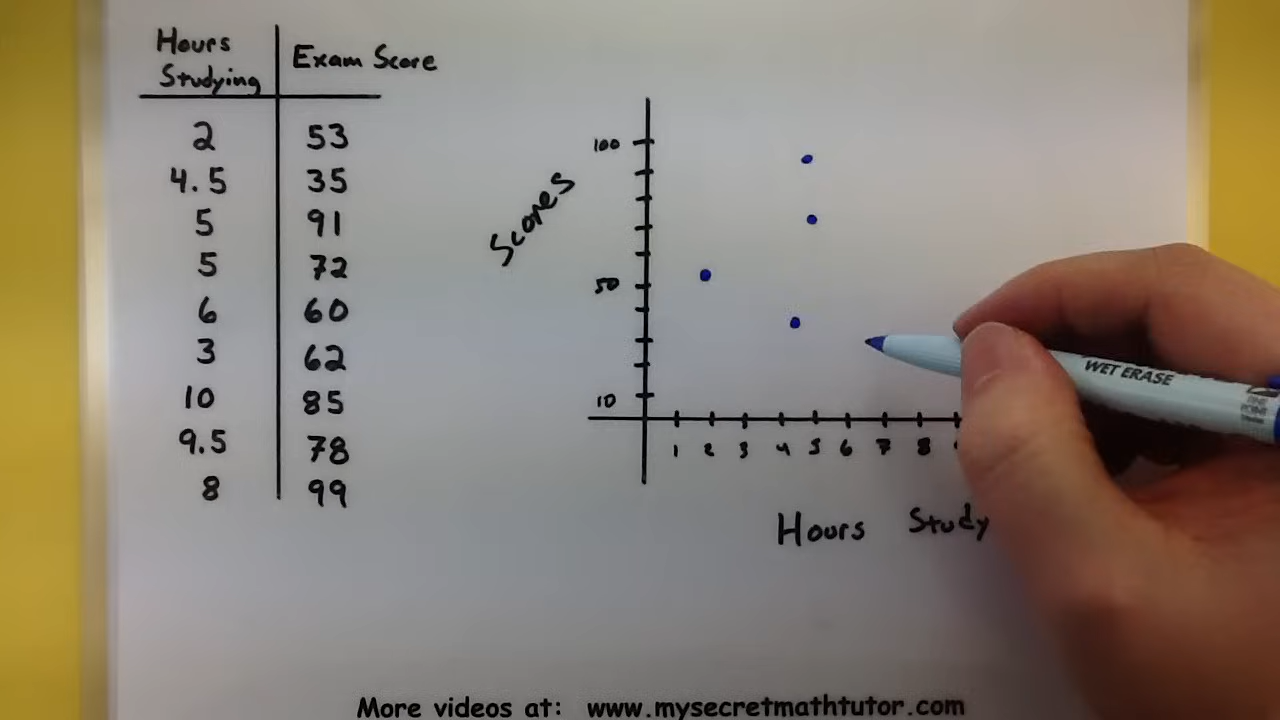 Hours
Studying
Exam Score
2 53
4.5 35
5 91
5 72
6 60
3 62
10 85
9.5 78
8 99
Scores
100
50
10
1 2 3 4 5 6 7 8
Hours Study
WET ERASE
More videos at: www.mysecretmathtutor.com